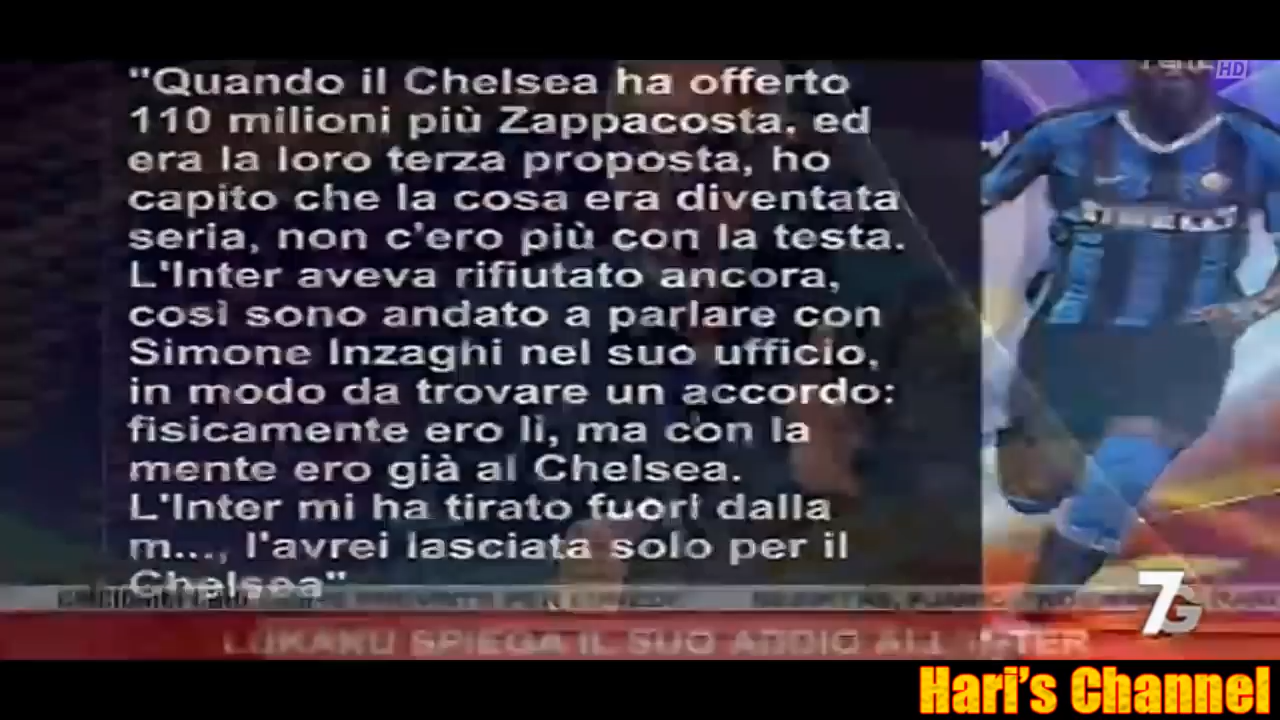 "Quando il Chelsea ha offerto
110 milioni più Zappacosta, ed
era la loro terza proposta, ho
capito che la cosa era diventata
seria, non c'ero più con la testa.
L'Inter aveva rifiutato ancora,
così sono andato a parlare con
Simone Inzaghi nel suo ufficio,
in modo da trovare un accordo:
fisicamente ero lì, ma con la
mente ero già al Chelsea.
L'Inter mi ha tirato fuori dalla
m..., l'avrei lasciata solo per il
Chelsea"
HD
PIRELLI
7G
LUKAKU SPIEGA IL SUO ADDIO ALL'INTER
Hari's Channel